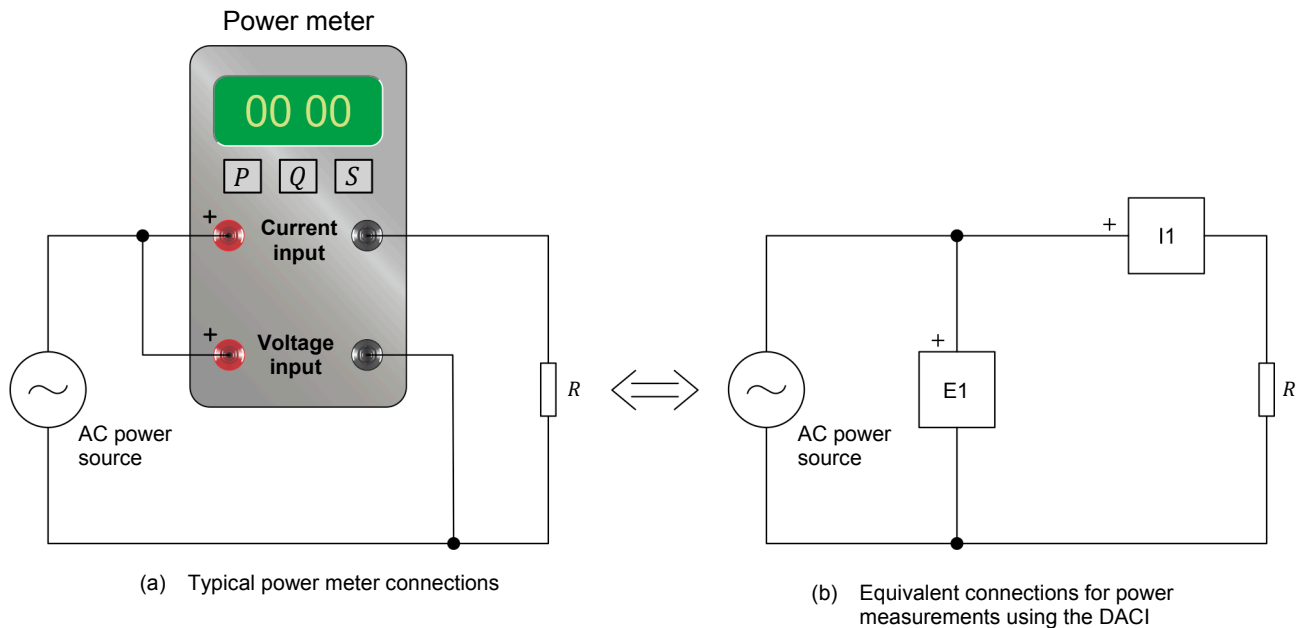 Power meter
00 00
P Q S
+ Current
input
+ Voltage
input
AC power
source
R
(a) Typical power meter connections
+ I1
+
E1
AC power
source
R
(b) Equivalent connections for power
measurements using the DACI